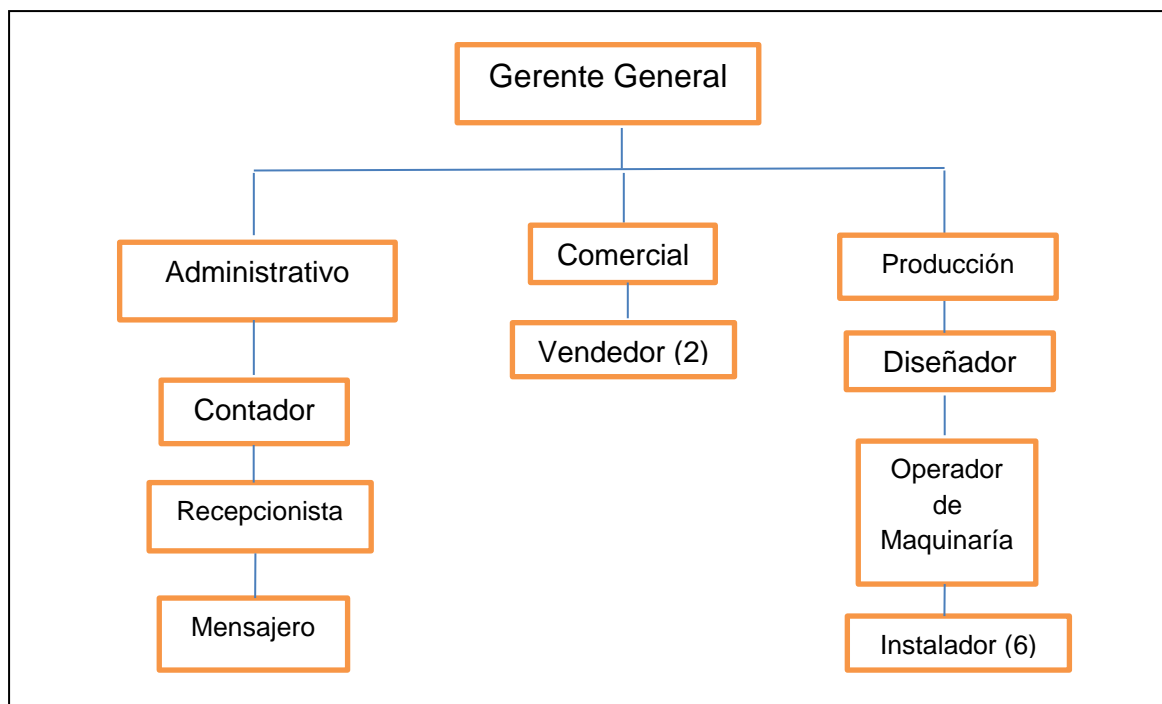 Gerente General
Administrativo
Comercial
Producción
Vendedor (2)
Diseñador
Contador
Operador
de
Maquinaría
Recepcionista
Mensajero
Instalador (6)